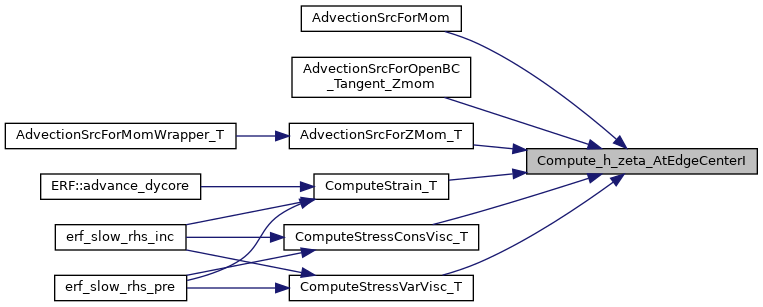 AdvectionSrcForMom
AdvectionSrcForOpenBC
_Tangent_Zmom
AdvectionSrcForMomWrapper_T
AdvectionSrcForZMom_T
Compute_h_zeta_AtEdgeCenterI
ERF::advance_dycore
ComputeStrain_T
erf_slow_rhs_inc
ComputeStressConsVisc_T
erf_slow_rhs_pre
ComputeStressVarVisc_T